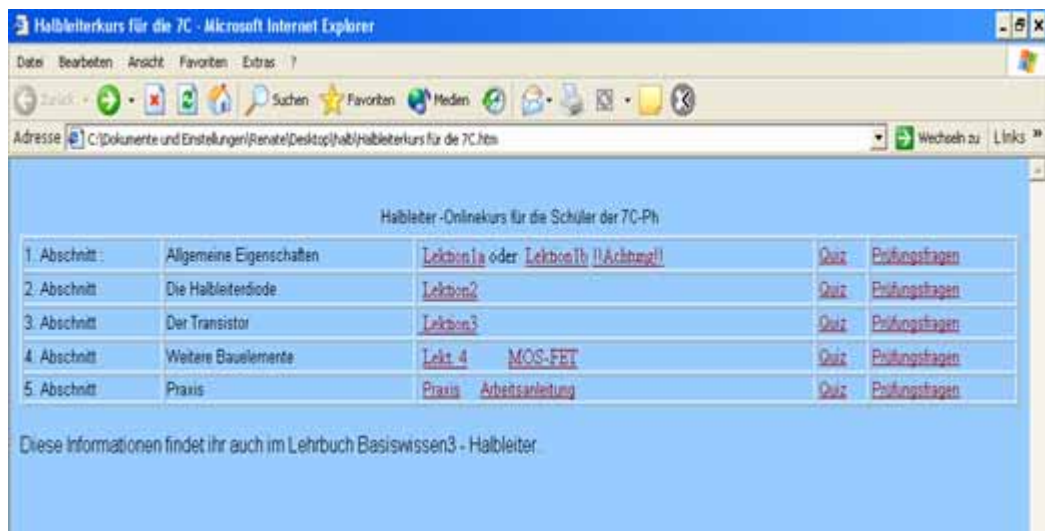 Halbleiterkurs für die 7C - Microsoft Internet Explorer
Datei Bearbeiten Ansicht Favoriten Extras ?
Zurück Suchen Favoriten Medien
Adresse C:\Dokumente und Einstellungen\Renate\Desktop\halb\Halbleiterkurs für die 7C.htm Wechseln zu Links »
Halbleiter -Onlinekurs für die Schüler der 7C-Ph
1. Abschnitt : Allgemeine Eigenschaften Lektion1a oder Lektion1b !!Achtung!! Quiz Prüfungsfragen
2. Abschnitt Die Halbleiterdiode Lektion2 Quiz Prüfungsfragen
3. Abschnitt Der Transistor Lektion3 Quiz Prüfungsfragen
4. Abschnitt Weitere Bauelemente Lekt. 4 MOS-FET Quiz Prüfungsfragen
5. Abschnitt Praxis Praxis Arbeitsanleitung Quiz Prüfungsfragen
Diese Informationen findet ihr auch im Lehrbuch Basiswissen3 - Halbleiter.